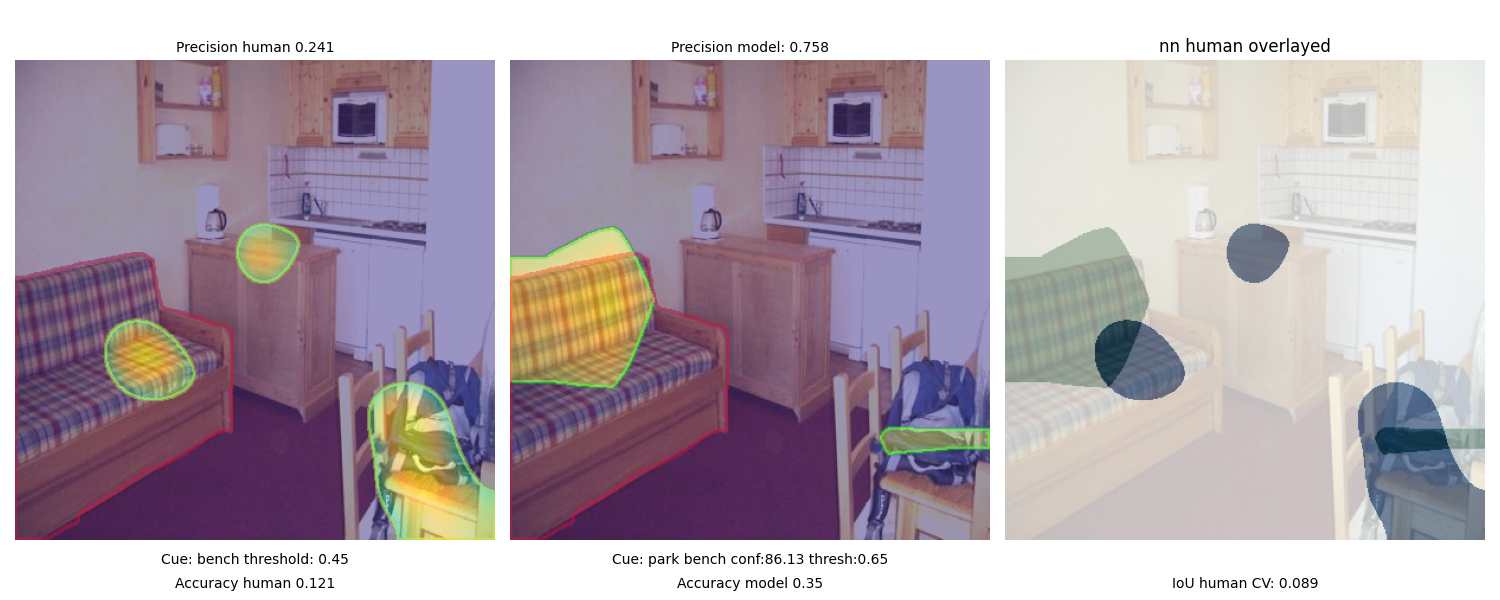 Precision human 0.241
Precision model: 0.758
nn human overlayed
Cue: bench threshold: 0.45
Cue: park bench conf:86.13 thresh:0.65
Accuracy human 0.121
Accuracy model 0.35
IoU human CV: 0.089